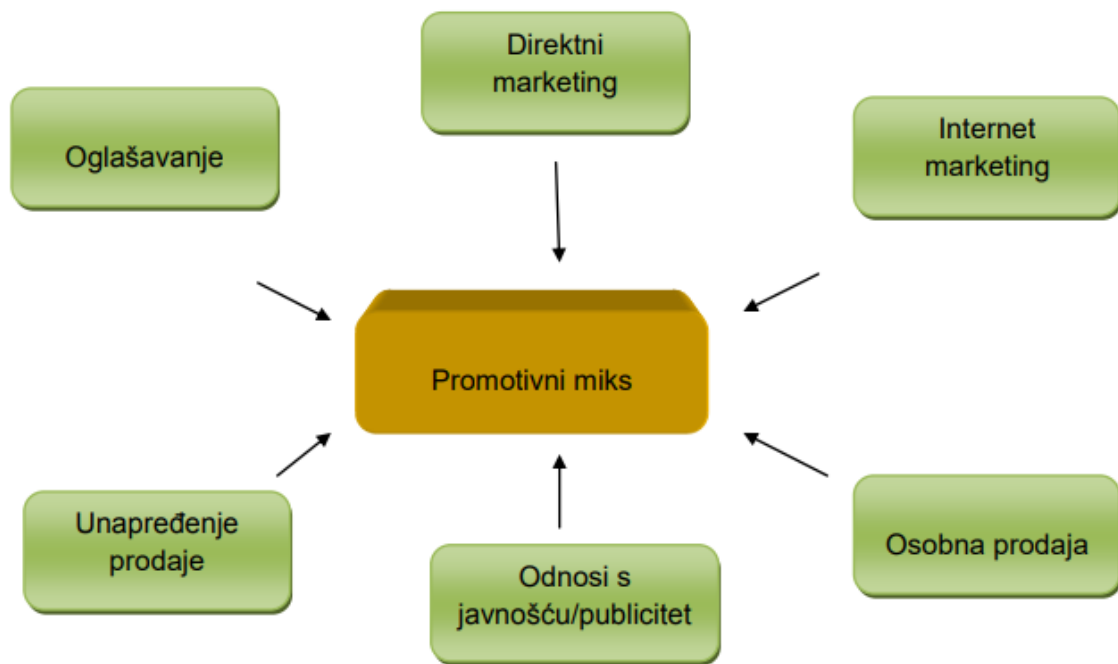 Direktni
marketing
Oglašavanje
Internet
marketing
Promotivni miks
Unapređenje
prodaje
Odnosi s
javnošću/publicitet
Osobna prodaja